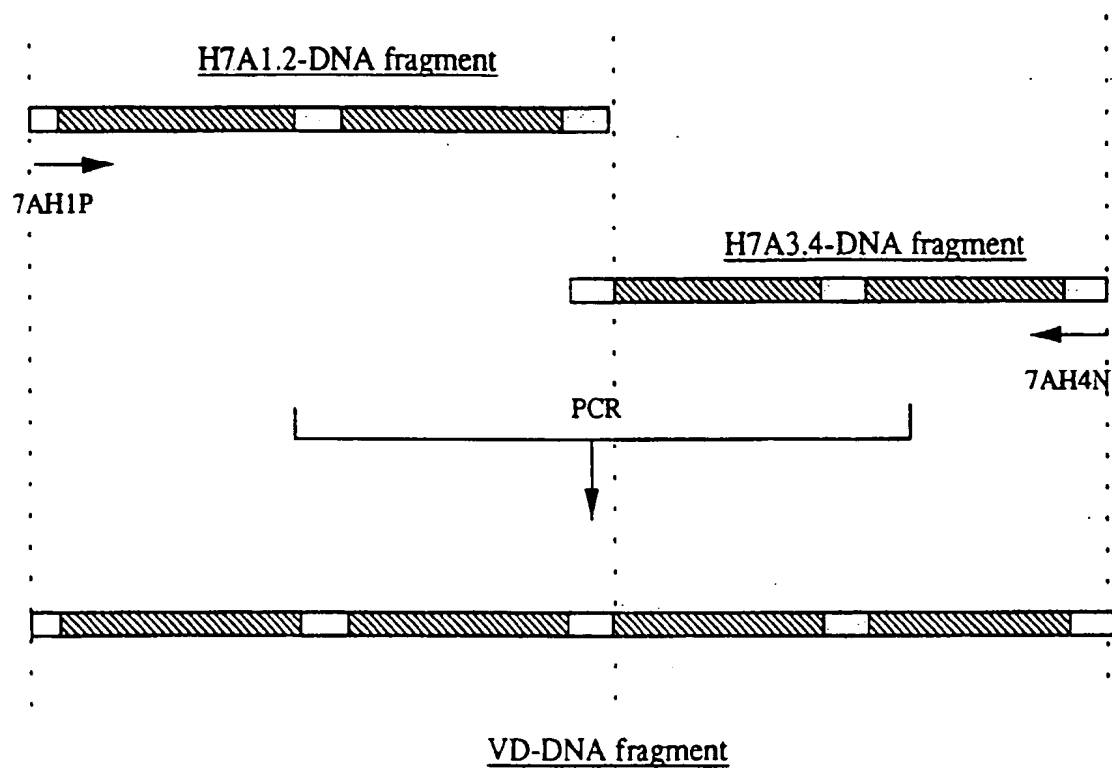 H7A1.2-DNA fragment
7AH1P
H7A3.4-DNA fragment
7AH4N
PCR
VD-DNA fragment